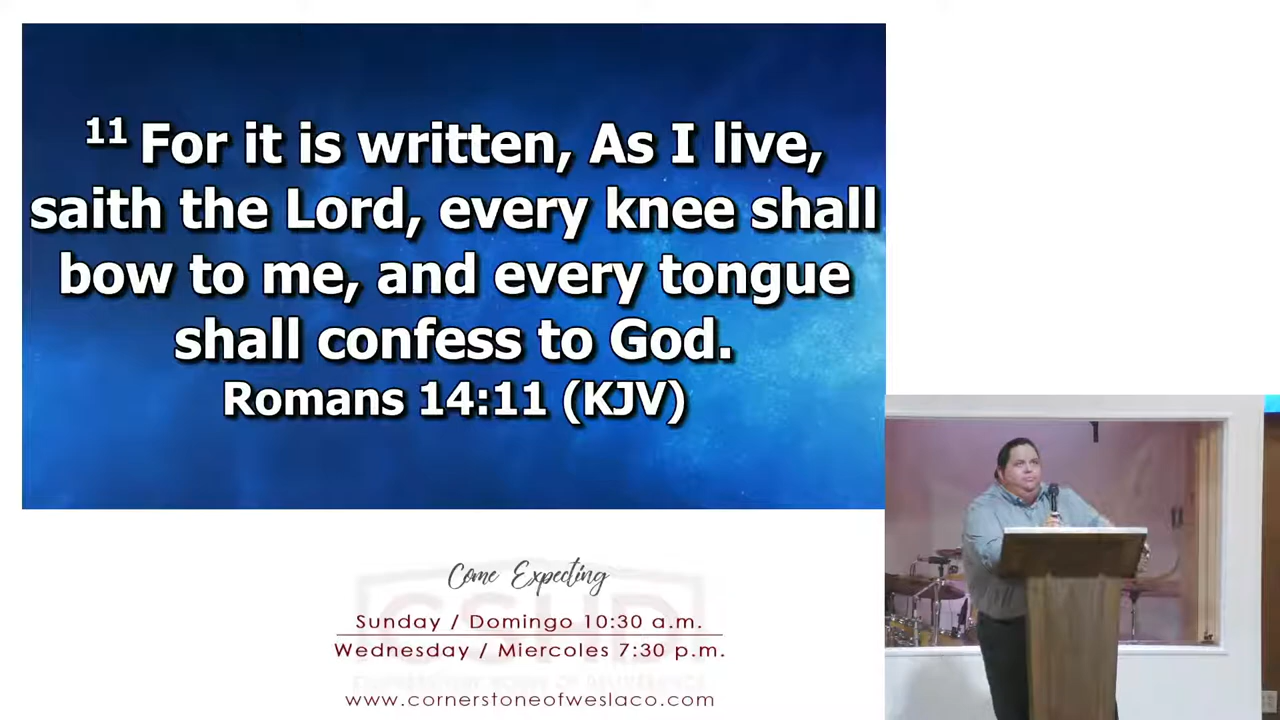 11 For it is written, As I live,
saith the Lord, every knee shall
bow to me, and every tongue
shall confess to God.
Romans 14:11 (KJV)
Come Expecting
Sunday / Domingo 10:30 a.m.
Wednesday / Miercoles 7:30 p.m.
www.cornerstoneofweslaco.com